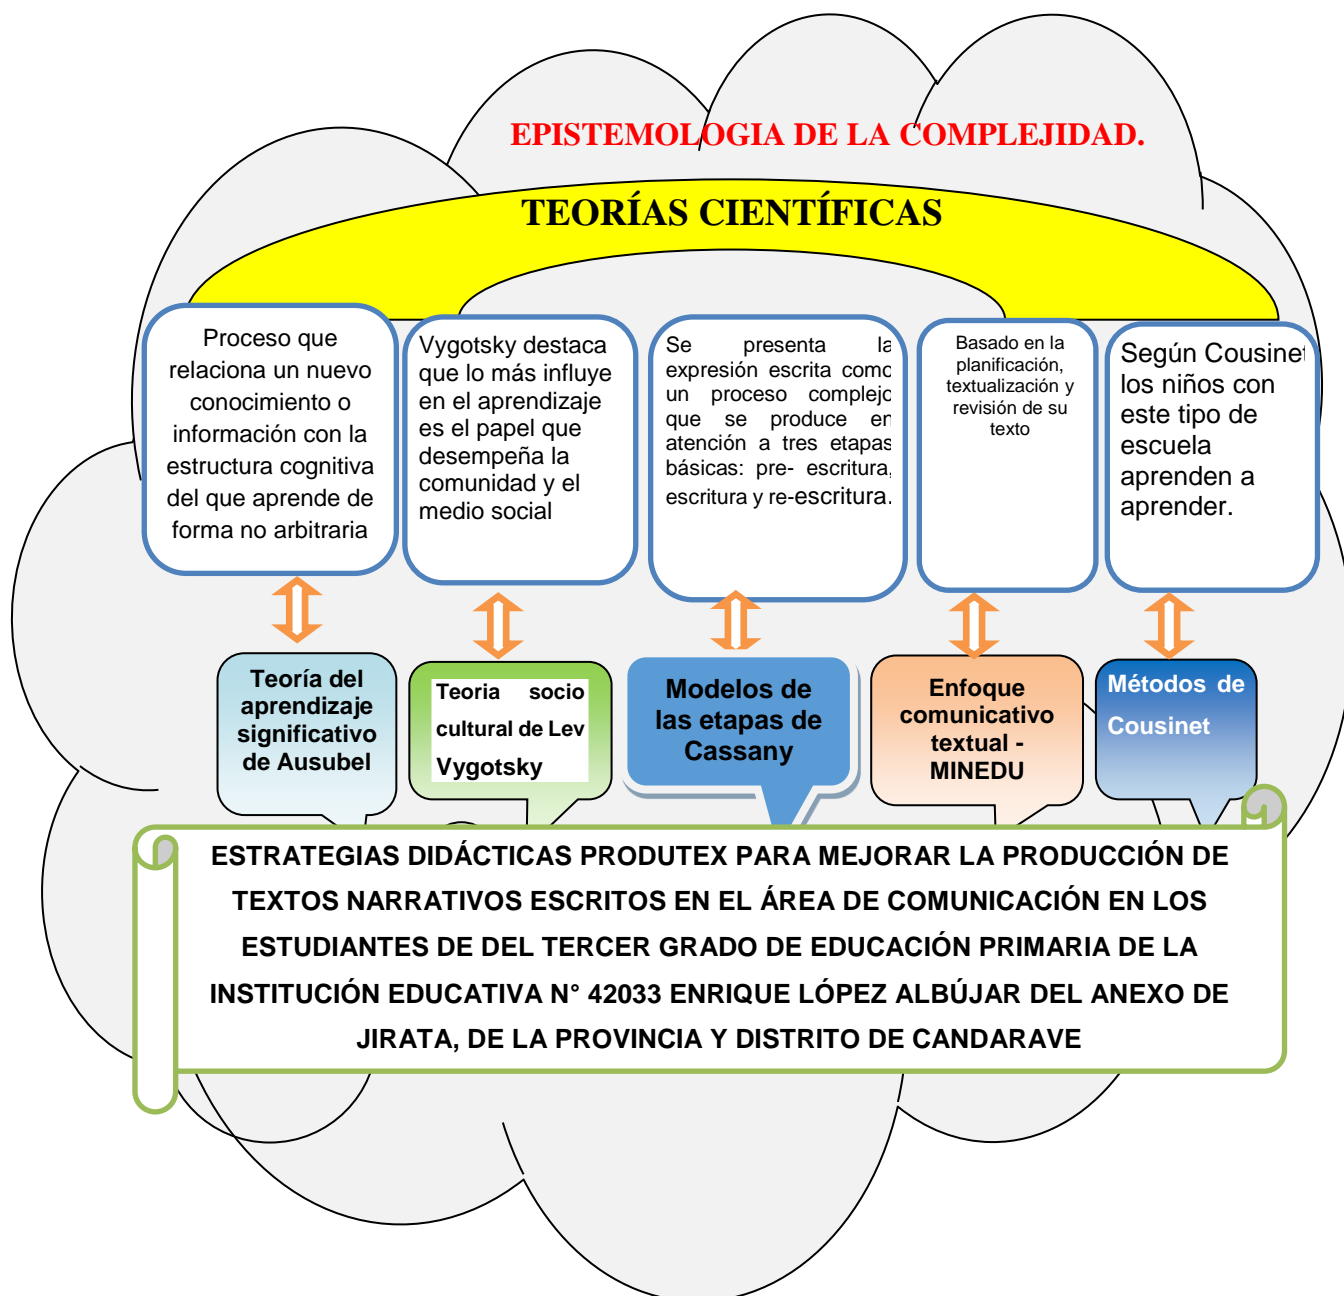 EPISTEMOLOGIA DE LA COMPLEJIDAD.
TEORÍAS CIENTÍFICAS
Proceso que
relaciona un nuevo
conocimiento o
información con la
estructura cognitiva
del que aprende de
forma no arbitraria
Vygotsky destaca
que lo más influye
en el aprendizaje
es el papel que
desempeña la
comunidad y el
medio social
Se presenta la
expresión escrita como
un proceso complejo
que se produce en
atención a tres etapas
básicas: pre- escritura,
escritura y re-escritura.
Basado en la
planificación,
textualización y
revisión de su
texto
Según Cousinet
los niños con
este tipo de
escuela
aprenden a
aprender.
Teoría del
aprendizaje
significativo
de Ausubel
Teoria socio
cultural de Lev
Vygotsky
Modelos de
las etapas de
Cassany
Enfoque
comunicativo
textual -
MINEDU
Métodos de
Cousinet
ESTRATEGIAS DIDÁCTICAS PRODUTEX PARA MEJORAR LA PRODUCCIÓN DE
TEXTOS NARRATIVOS ESCRITOS EN EL ÁREA DE COMUNICACIÓN EN LOS
ESTUDIANTES DE DEL TERCER GRADO DE EDUCACIÓN PRIMARIA DE LA
INSTITUCIÓN EDUCATIVA N° 42033 ENRIQUE LÓPEZ ALBÚJAR DEL ANEXO DE
JIRATA, DE LA PROVINCIA Y DISTRITO DE CANDARAVE